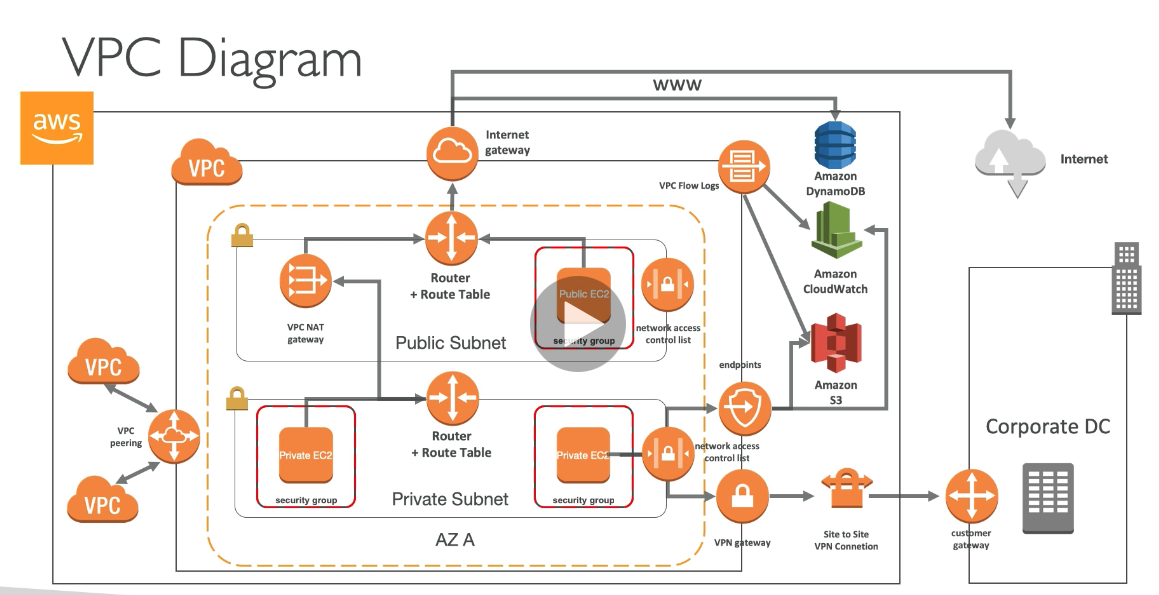 VPC Diagram
WWW
aws
Internet
gateway
VPC
VPC Flow Logs
Amazon
DynamoDB
Internet
Router
+ Route Table
Public EC2
Amazon
CloudWatch
VPC NAT
gateway
Public Subnet
security group
network access
control list
VPC
endpoints
Amazon
S3
Router
+ Route Table
VPC
peering
Private EC2
Private EC2
network access
control list
Corporate DC
VPC
security group
Private Subnet
security group
AZ A
VPN gateway
Site to Site
VPN Connetion
customer
gateway